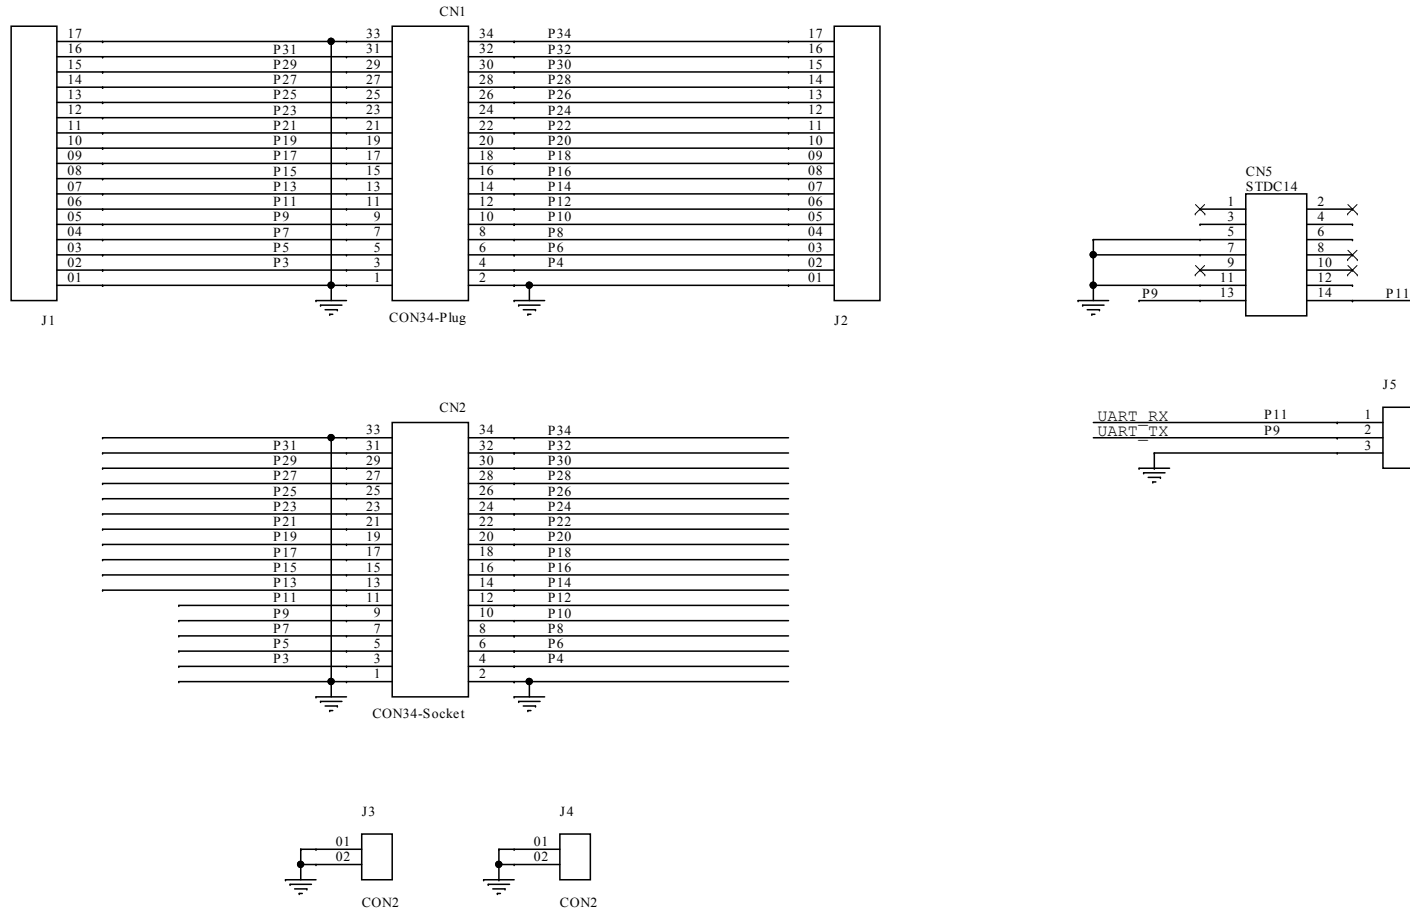 CN1
17 33 34 P34 17
16 P31 31 32 P32 16
15 P29 29 30 P30 15
14 P27 27 28 P28 14
13 P25 25 26 P26 13
12 P23 23 24 P24 12
11 P21 21 22 P22 11
10 P19 19 20 P20 10
09 P17 17 18 P18 09
08 P15 15 16 P16 08
07 P13 13 14 P14 07
06 P11 11 12 P12 06
05 P9 9 10 P10 05
04 P7 7 8 P8 04
03 P5 5 6 P6 03
02 P3 3 4 P4 02
01 1 2 01
J1 CON34-Plug J2
CN5
STDC14
1 2
3 4
5 6
7 8
9 10
11 12
P9 13 14 P11
J5
UART_RX P11 1
UART_TX P9 2
3
CN2
33 34 P34
P31 31 32 P32
P29 29 30 P30
P27 27 28 P28
P25 25 26 P26
P23 23 24 P24
P21 21 22 P22
P19 19 20 P20
P17 17 18 P18
P15 15 16 P16
P13 13 14 P14
P11 11 12 P12
P9 9 10 P10
P7 7 8 P8
P5 5 6 P6
P3 3 4 P4
1 2
CON34-Socket
J3 J4
01 01
02 02
CON2 CON2